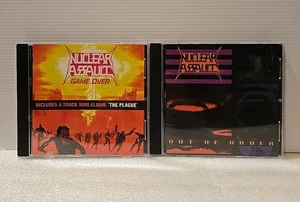 NUCLEAR
ASSAULT
GAME OVER
INCLUDES 6 TRACK MINI ALBUM "THE PLAGUE"
NUCLEAR
ASSAULT
OUT OF ORDER